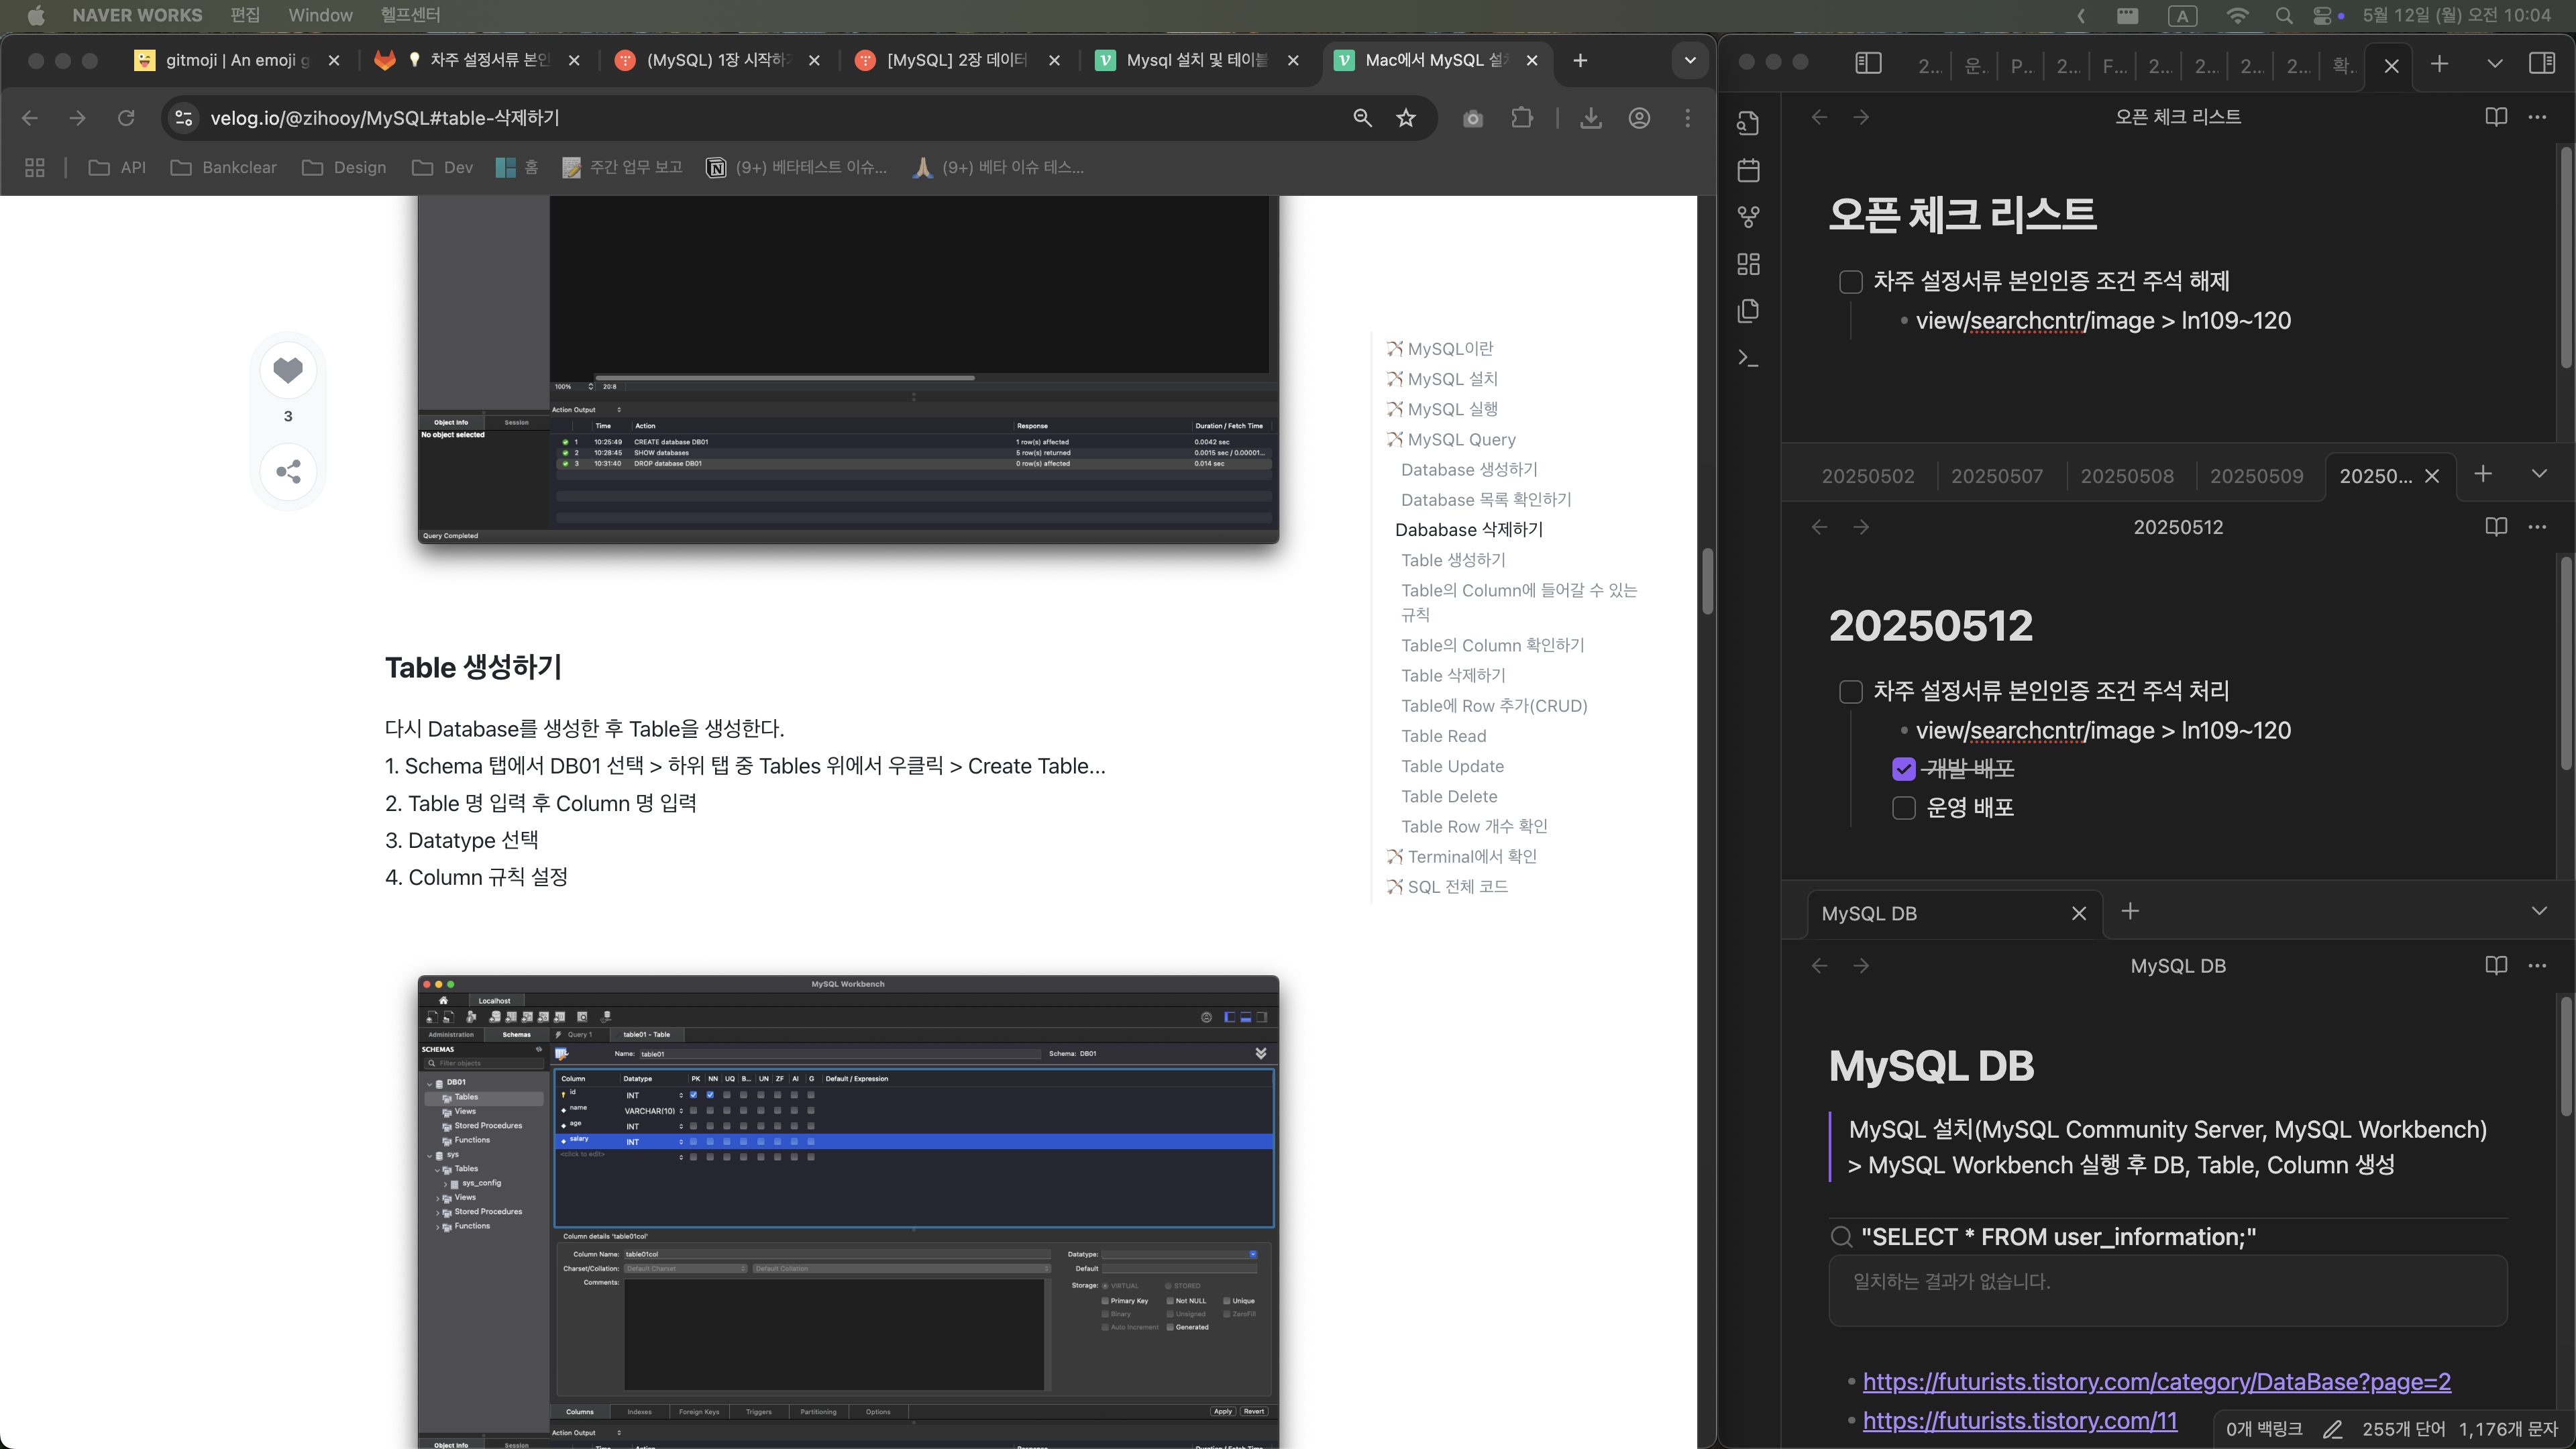 NAVER WORKS 편집 Window 헬프센터
A 5월 12일 (월) 오전 10:04
gitmoji | An emoji g
차주 설정서류 본인
(MySQL) 1장 시작하
[MySQL] 2장 데이터
Mysql 설치 및 테이블
Mac에서 MySQL 설치
velog.io/@zihooy/MySQL#table-삭제하기
API Bankclear Design Dev 홈 주간 업무 보고 (9+) 베타테스트 이슈... (9+) 베타 이슈 테스...
3
100% 20:8
Action Output
Object Info Session
No object selected
Time Action Response Duration / Fetch Time
1 10:25:49 CREATE database DB01 1 row(s) affected 0.0042 sec
2 10:28:45 SHOW databases 5 row(s) returned 0.0015 sec / 0.00001...
3 10:31:40 DROP database DB01 0 row(s) affected 0.014 sec
Query Completed
Table 생성하기
다시 Database를 생성한 후 Table을 생성한다.
1. Schema 탭에서 DB01 선택 > 하위 탭 중 Tables 위에서 우클릭 > Create Table...
2. Table 명 입력 후 Column 명 입력
3. Datatype 선택
4. Column 규칙 설정
MySQL Workbench
Localhost
Administration Schemas Query 1 table01 - Table
SCHEMAS
Filter objects
Name: table01 Schema: DB01
DB01
Tables
Views
Stored Procedures
Functions
sys
Tables
sys_config
Views
Stored Procedures
Functions
Column Datatype PK NN UQ B... UN ZF AI G Default / Expression
id INT
name VARCHAR(10)
age INT
salary INT
<click to edit>
Column details 'table01col'
Column Name: table01col Datatype:
Charset/Collation: Default Charset Default Collation Default
Comments: Storage: VIRTUAL STORED
Primary Key Not NULL Unique
Binary Unsigned ZeroFill
Auto Increment Generated
Columns Indexes Foreign Keys Triggers Partitioning Options Apply Revert
Action Output
Object Info Session
Time Action Response Duration / Fetch Time
🏹 MySQL이란
🏹 MySQL 설치
🏹 MySQL 실행
🏹 MySQL Query
Database 생성하기
Database 목록 확인하기
Dababase 삭제하기
Table 생성하기
Table의 Column에 들어갈 수 있는
규칙
Table의 Column 확인하기
Table 삭제하기
Table에 Row 추가(CRUD)
Table Read
Table Update
Table Delete
Table Row 개수 확인
🏹 Terminal에서 확인
🏹 SQL 전체 코드
2... 운.. P... 2... F... 2... 2... 2... 2... 확..
오픈 체크 리스트
오픈 체크 리스트
차주 설정서류 본인인증 조건 주석 해제
view/searchcntr/image > ln109~120
20250502 20250507 20250508 20250509 20250...
20250512
20250512
차주 설정서류 본인인증 조건 주석 처리
view/searchcntr/image > ln109~120
개발 배포
운영 배포
MySQL DB
MySQL DB
MySQL DB
MySQL 설치(MySQL Community Server, MySQL Workbench)
> MySQL Workbench 실행 후 DB, Table, Column 생성
"SELECT * FROM user_information;"
일치하는 결과가 없습니다.
https://futurists.tistory.com/category/DataBase?page=2
https://futurists.tistory.com/11
0개 백링크 255개 단어 1,176개 문자